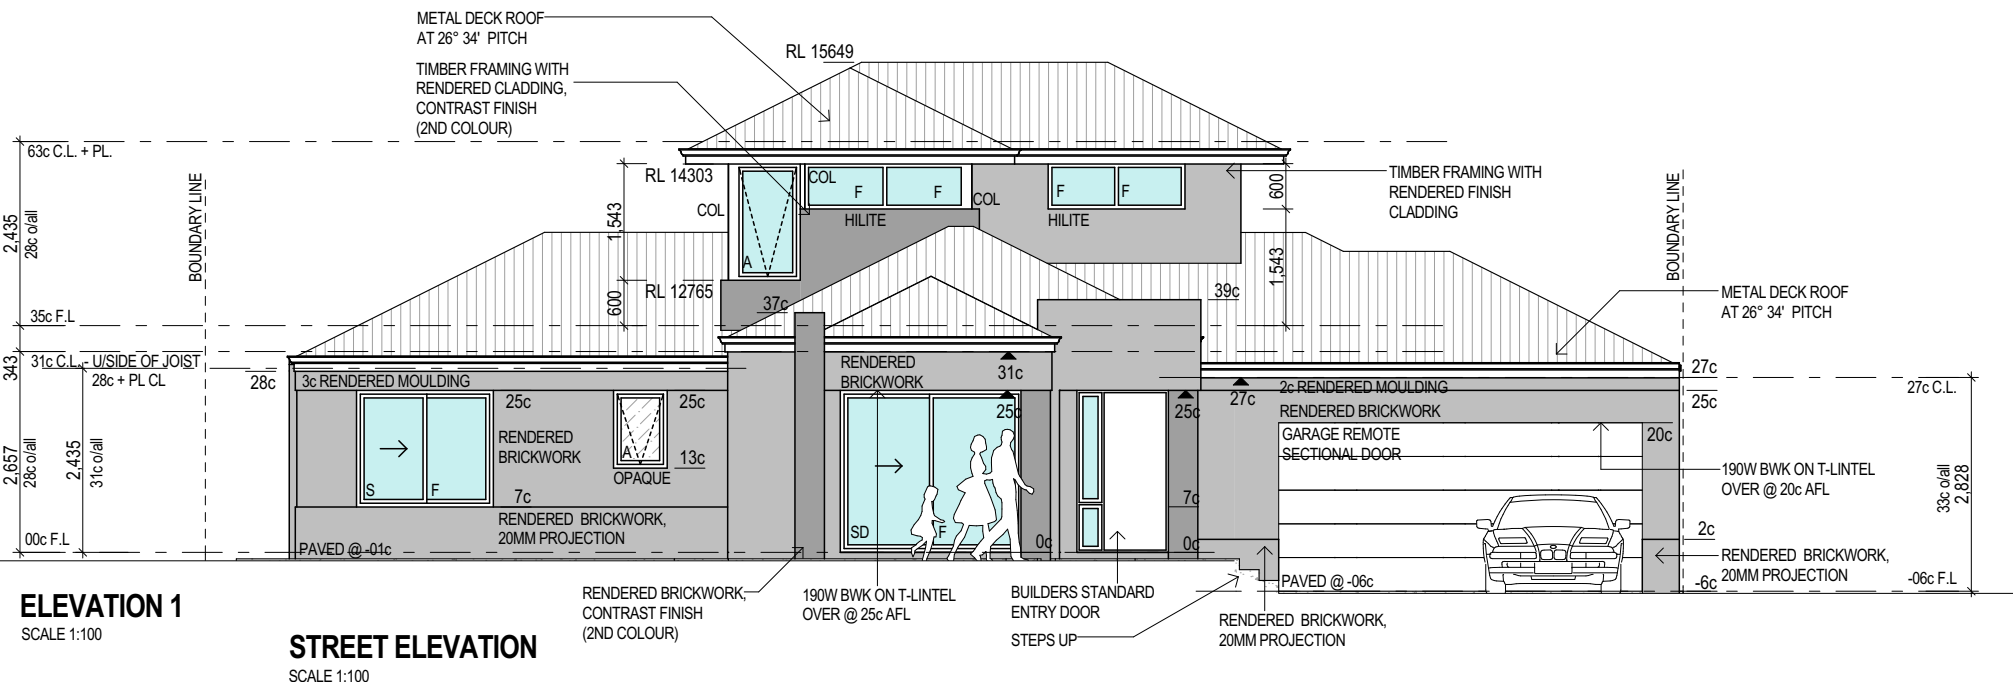 METAL DECK ROOF
AT 26° 34' PITCH
RL 15649
TIMBER FRAMING WITH
RENDERED CLADDING,
CONTRAST FINISH
(2ND COLOUR)
63c C.L. + PL.
2,435
28c o/all
BOUNDARY LINE
RL 14303
COL
1,543
COL
F
F
HILITE
COL
A
F
F
HILITE
600
TIMBER FRAMING WITH
RENDERED FINISH
CLADDING
BOUNDARY LINE
1,543
RL 12765
600
37c
39c
METAL DECK ROOF
AT 26° 34' PITCH
35c F.L
343
31c C.L. - U/SIDE OF JOIST
28c + PL CL
28c
3c RENDERED MOULDING
RENDERED
BRICKWORK
31c
27c
2c RENDERED MOULDING
27c
25c
27c C.L.
25c
25c
25c
25c
RENDERED BRICKWORK
GARAGE REMOTE
SECTIONAL DOOR
20c
RENDERED
BRICKWORK
A
13c
OPAQUE
S
F
7c
2,657
28c o/all
2,435
31c o/all
190W BWK ON T-LINTEL
OVER @ 20c AFL
33c o/all
2,828
RENDERED BRICKWORK,
20MM PROJECTION
SD
F
7c
0c
0c
2c
00c F.L
PAVED @ -01c
RENDERED BRICKWORK,
20MM PROJECTION
PAVED @ -06c
-6c
-06c F.L
ELEVATION 1
SCALE 1:100
RENDERED BRICKWORK,
CONTRAST FINISH
(2ND COLOUR)
190W BWK ON T-LINTEL
OVER @ 25c AFL
BUILDERS STANDARD
ENTRY DOOR
STEPS UP
RENDERED BRICKWORK,
20MM PROJECTION
STREET ELEVATION
SCALE 1:100